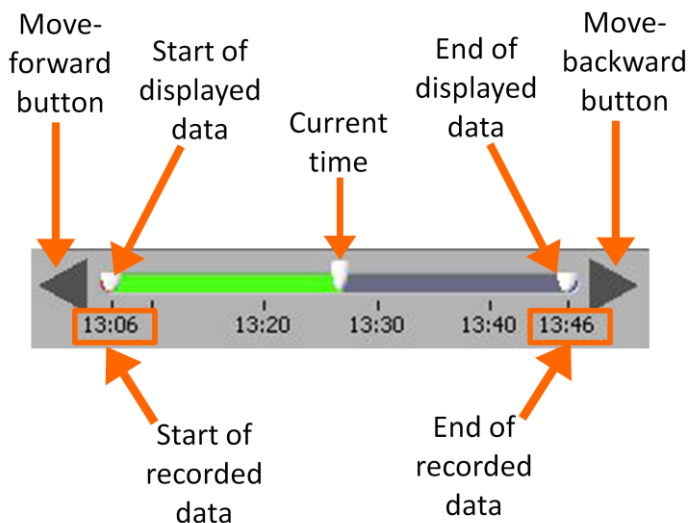 Move-
forward
button
Start of
displayed
data
Current
time
End of
displayed
data
Move-
backward
button
13:06
13:20
13:30
13:40
13:46
Start of
recorded
data
End of
recorded
data